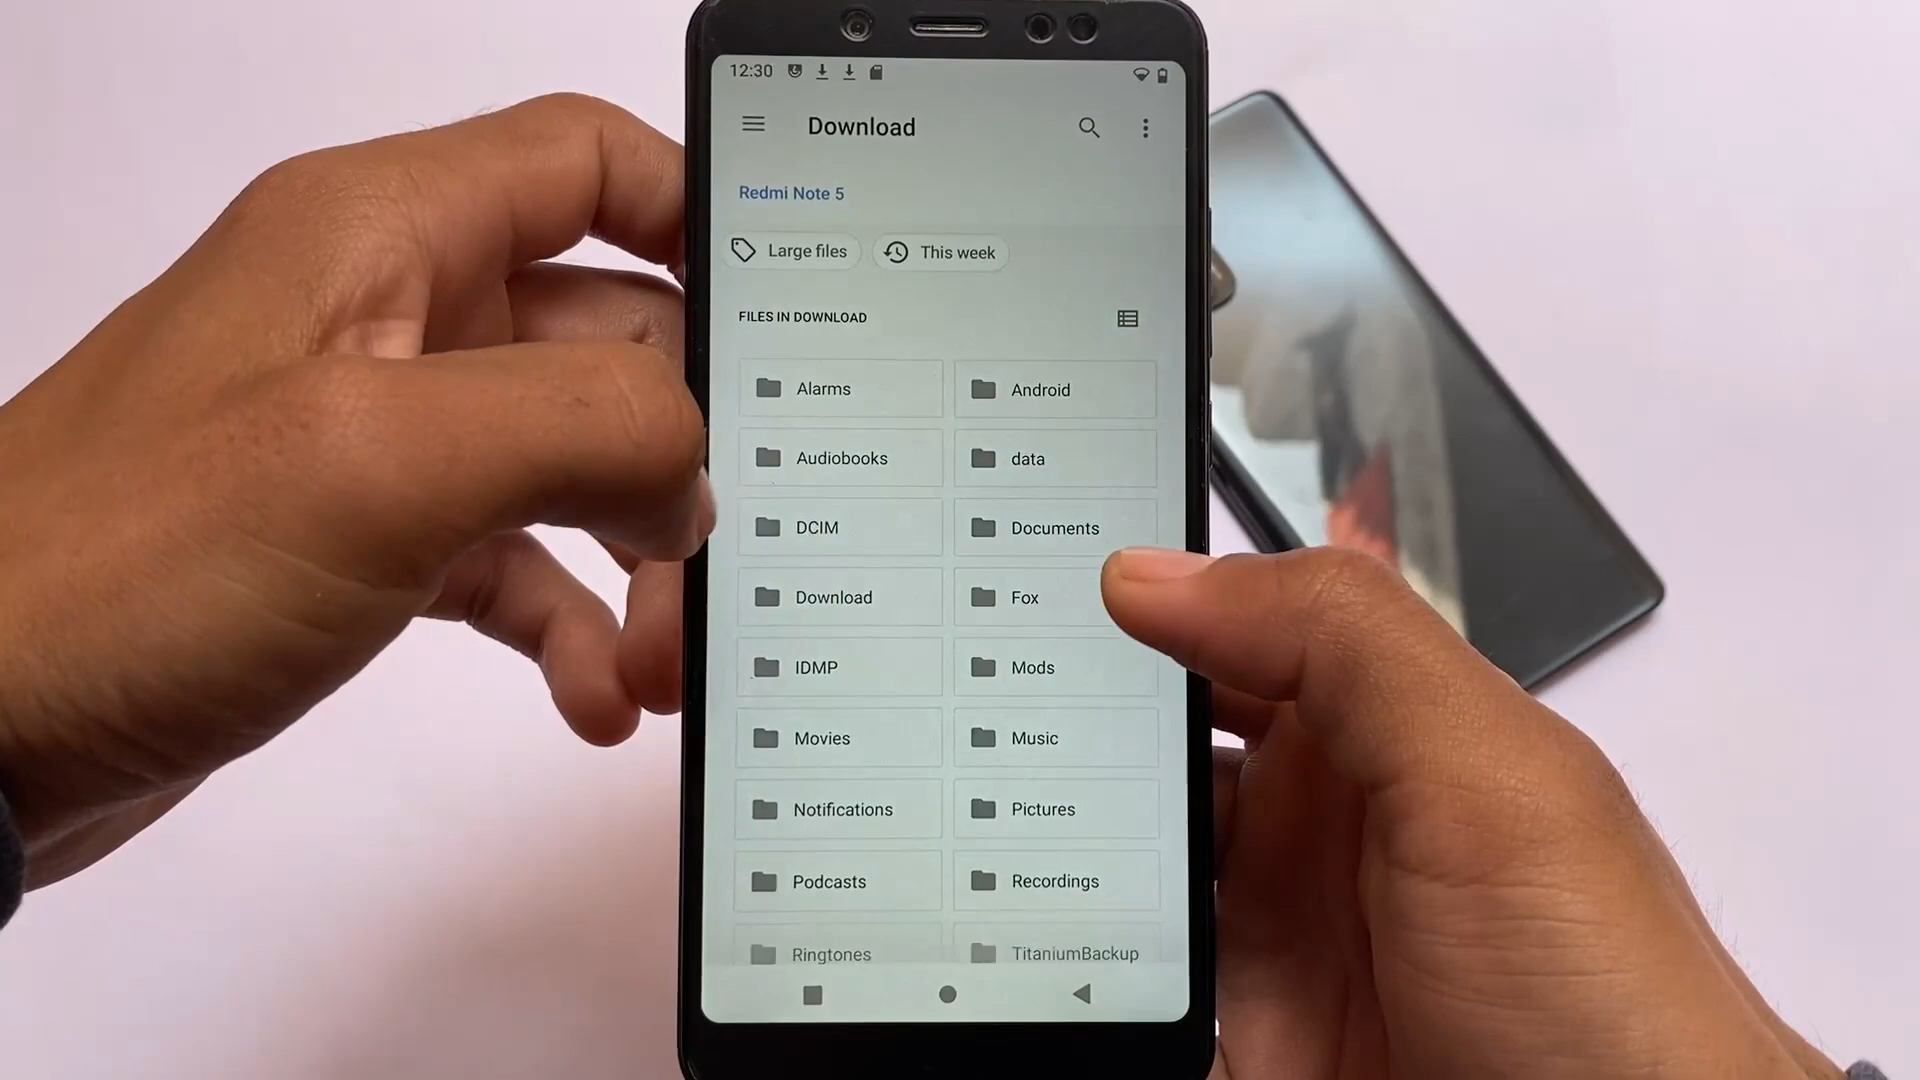 12:30
Download
Redmi Note 5
Large files This week
FILES IN DOWNLOAD
Alarms Android
Audiobooks data
DCIM Documents
Download Fox
IDMP Mods
Movies Music
Notifications Pictures
Podcasts Recordings
Ringtones TitaniumBackup